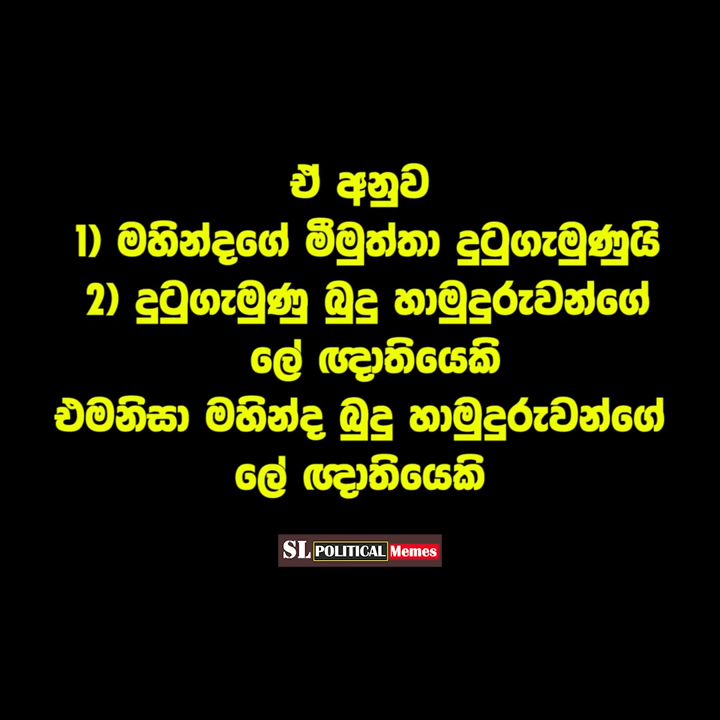 ඒ අනුව
1) මහින්දගේ මීමුත්තා දුටුගැමුණුයි
2) දුටුගැමුණු බුදු හාමුදුරුවන්ගේ
ලේ ඥාතියෙකි
එමනිසා මහින්ද බුදු හාමුදුරුවන්ගේ
ලේ ඥාතියෙකි
SL POLITICAL Memes